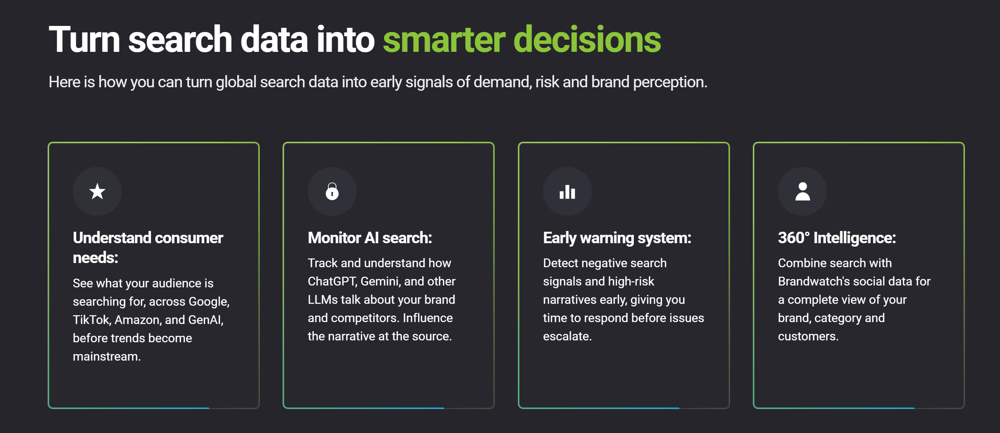 Turn search data into smarter decisions
Here is how you can turn global search data into early signals of demand, risk and brand perception.
Understand consumer
needs:
See what your audience is
searching for, across Google,
TikTok, Amazon, and GenAI,
before trends become
mainstream.
Monitor AI search:
Track and understand how
ChatGPT, Gemini, and other
LLMs talk about your brand
and competitors. Influence
the narrative at the source.
Early warning system:
Detect negative search
signals and high-risk
narratives early, giving you
time to respond before issues
escalate.
360° Intelligence:
Combine search with
Brandwatch's social data for
a complete view of your
brand, category and
customers.